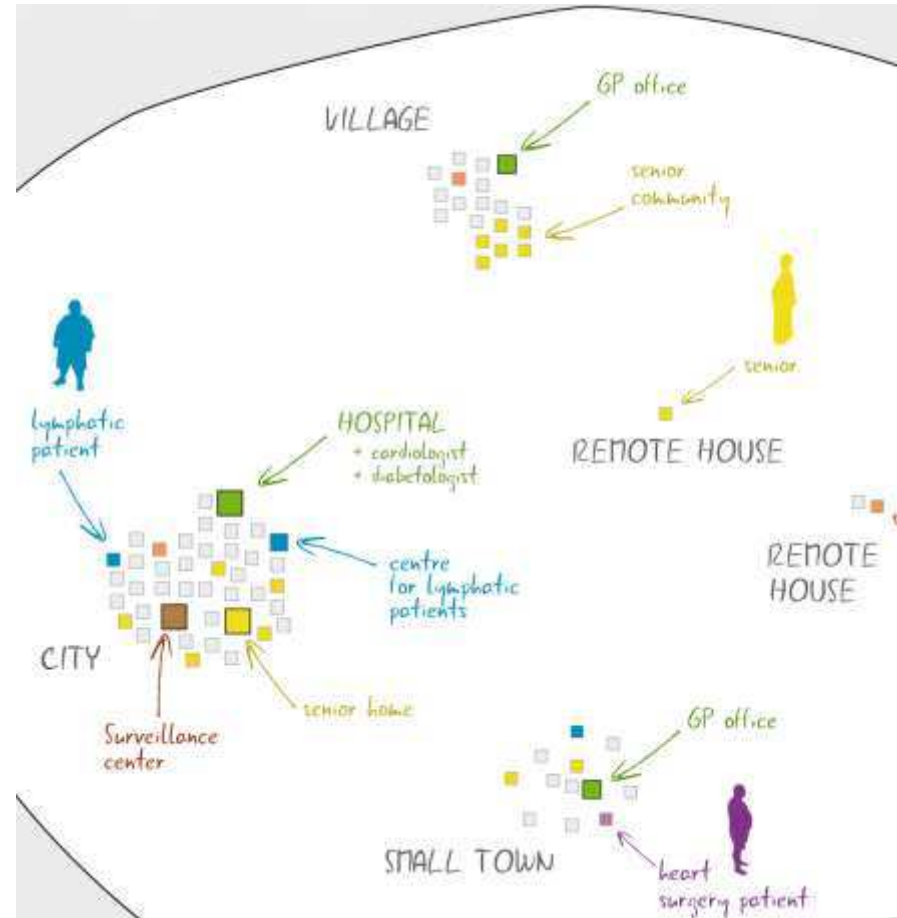 GP office
VILLAGE
senior
community
lymphatic
patient
HOSPITAL
+ cardiologist
+ diabetologist
senior
REMOTE HOUSE
REMOTE
HOUSE
centre
for lymphatic
patients
CITY
senior home
Surveillance
center
GP office
SMALL TOWN
heart
surgery patient